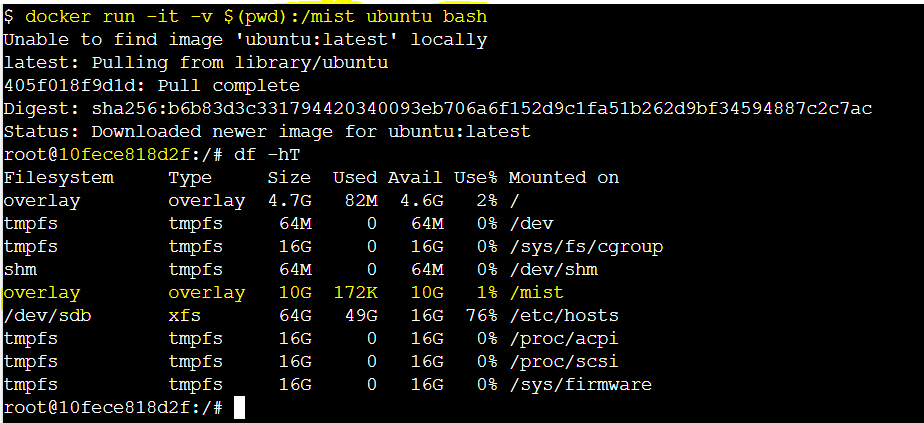 $ docker run -it -v $(pwd):/mist ubuntu bash
Unable to find image 'ubuntu:latest' locally
latest: Pulling from library/ubuntu
405f018f9d1d: Pull complete
Digest: sha256:b6b83d3c331794420340093eb706a6f152d9c1fa51b262d9bf34594887c2c7ac
Status: Downloaded newer image for ubuntu:latest
root@10fece818d2f:/# df -hT
Filesystem     Type     Size  Used Avail Use% Mounted on
overlay        overlay  4.7G   82M  4.6G   2% /
tmpfs          tmpfs     64M     0   64M   0% /dev
tmpfs          tmpfs     16G     0   16G   0% /sys/fs/cgroup
shm            tmpfs     64M     0   64M   0% /dev/shm
overlay        overlay   10G  172K   10G   1% /mist
/dev/sdb       xfs       64G   49G   16G  76% /etc/hosts
tmpfs          tmpfs     16G     0   16G   0% /proc/acpi
tmpfs          tmpfs     16G     0   16G   0% /proc/scsi
tmpfs          tmpfs     16G     0   16G   0% /sys/firmware
root@10fece818d2f:/#